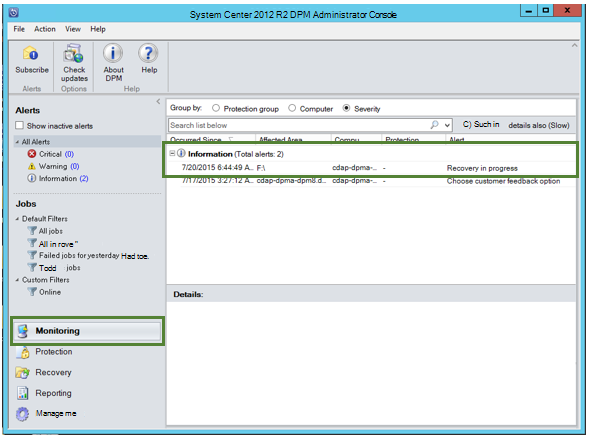 System Center 2012 R2 DPM Administrator Console
File Action View Help
Subscribe Check updates About DPM Help
Alerts Options Help
Alerts
Show inactive alerts
All Alerts
Critical (0)
Warning (0)
Information (2)
Jobs
Default Filters
All jobs
All in rove "
Failed jobs for yesterday Had toe.
Todd jobs
Custom Filters
Online
Monitoring
Protection
Recovery
Reporting
Manage me
Group by: Protection group Computer Severity
Search list below C) Such in details also (Slow)
Occurred Since Affected Area Compu Protection Alert
Information (Total alerts: 2)
7/20/2015 6:44:49 A.. F:\ cdap-dpma-.. - Recovery in progress
7/17/2015 3:27:12 A.. cdap-dpma-dpm8.d.. cdap-dpma-.. - Choose customer feedback option
Details: